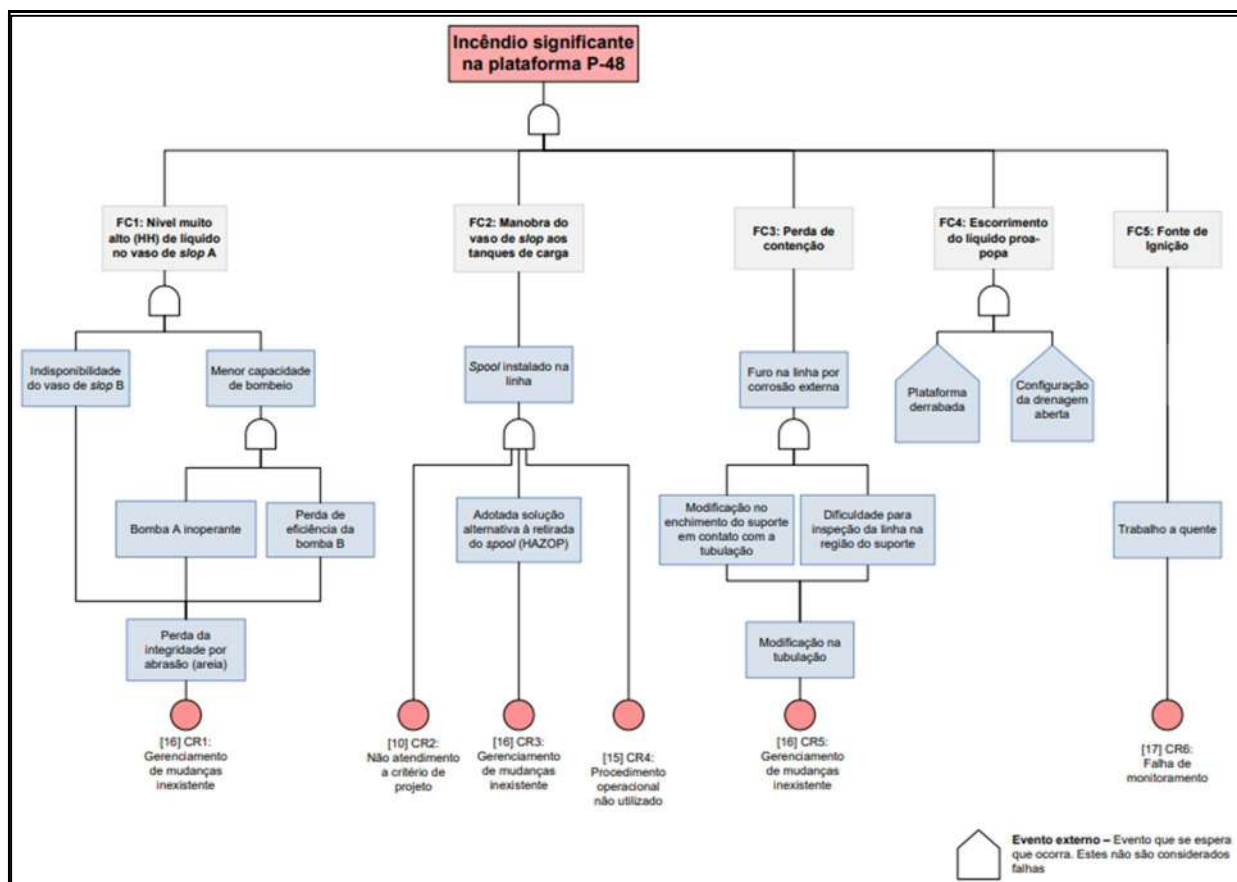 Incêndio significante
na plataforma P-48
FC1: Nível muito
alto (HH) de líquido
no vaso de slop A
FC2: Manobra do
vaso de slop aos
tanques de carga
FC3: Perda de
contenção
FC4: Escorrimento
do líquido proa-
popa
FC5: Fonte de
Ignição
Indisponibilidade
do vaso de slop B
Menor capacidade
de bombeio
Spool instalado na
linha
Furo na linha por
corrosão externa
Plataforma
derrabada
Configuração
da drenagem
aberta
Bomba A inoperante
Perda de
eficiência da
bomba B
Adotada solução
alternativa à retirada
do spool (HAZOP)
Modificação no
enchimento do suporte
em contato com a
tubulação
Dificuldade para
inspeção da linha na
região do suporte
Trabalho a quente
Perda da
integridade por
abrasão (areia)
Modificação na
tubulação
[16] CR1:
Gerenciamento
de mudanças
inexistente
[10] CR2:
Não atendimento
a critério de
projeto
[16] CR3:
Gerenciamento
de mudanças
inexistente
[15] CR4:
Procedimento
operacional
não utilizado
[16] CR5:
Gerenciamento
de mudanças
inexistente
[17] CR6:
Falha de
monitoramento
Evento externo – Evento que se espera
que ocorra. Estes não são considerados
falhas